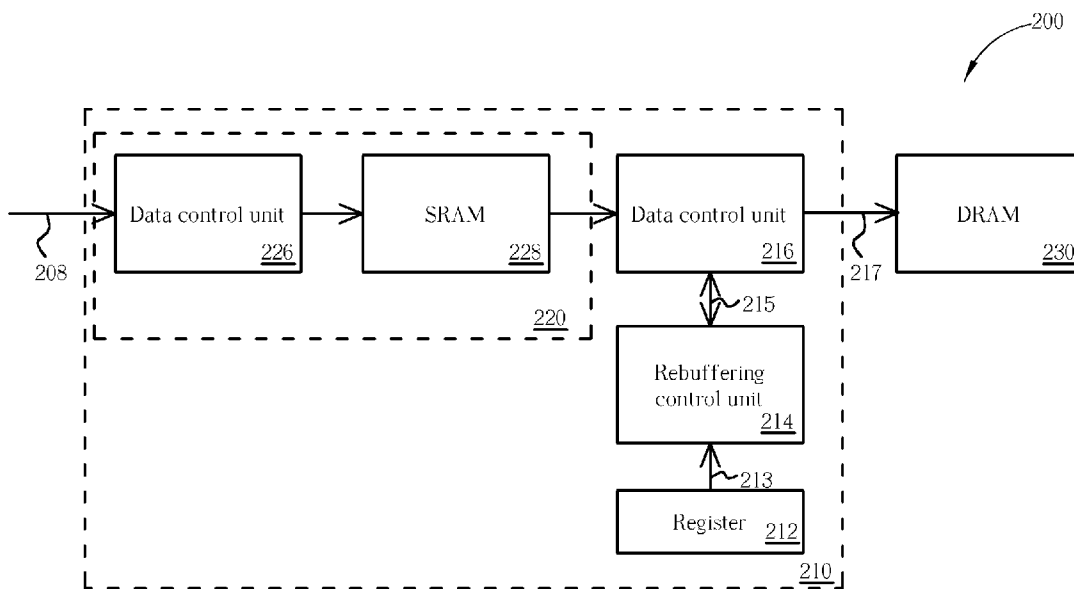 200
Data control unit
226
SRAM
228
Data control unit
216
DRAM
230
208
217
220
215
Rebuffering
control unit
214
213
Register
212
210